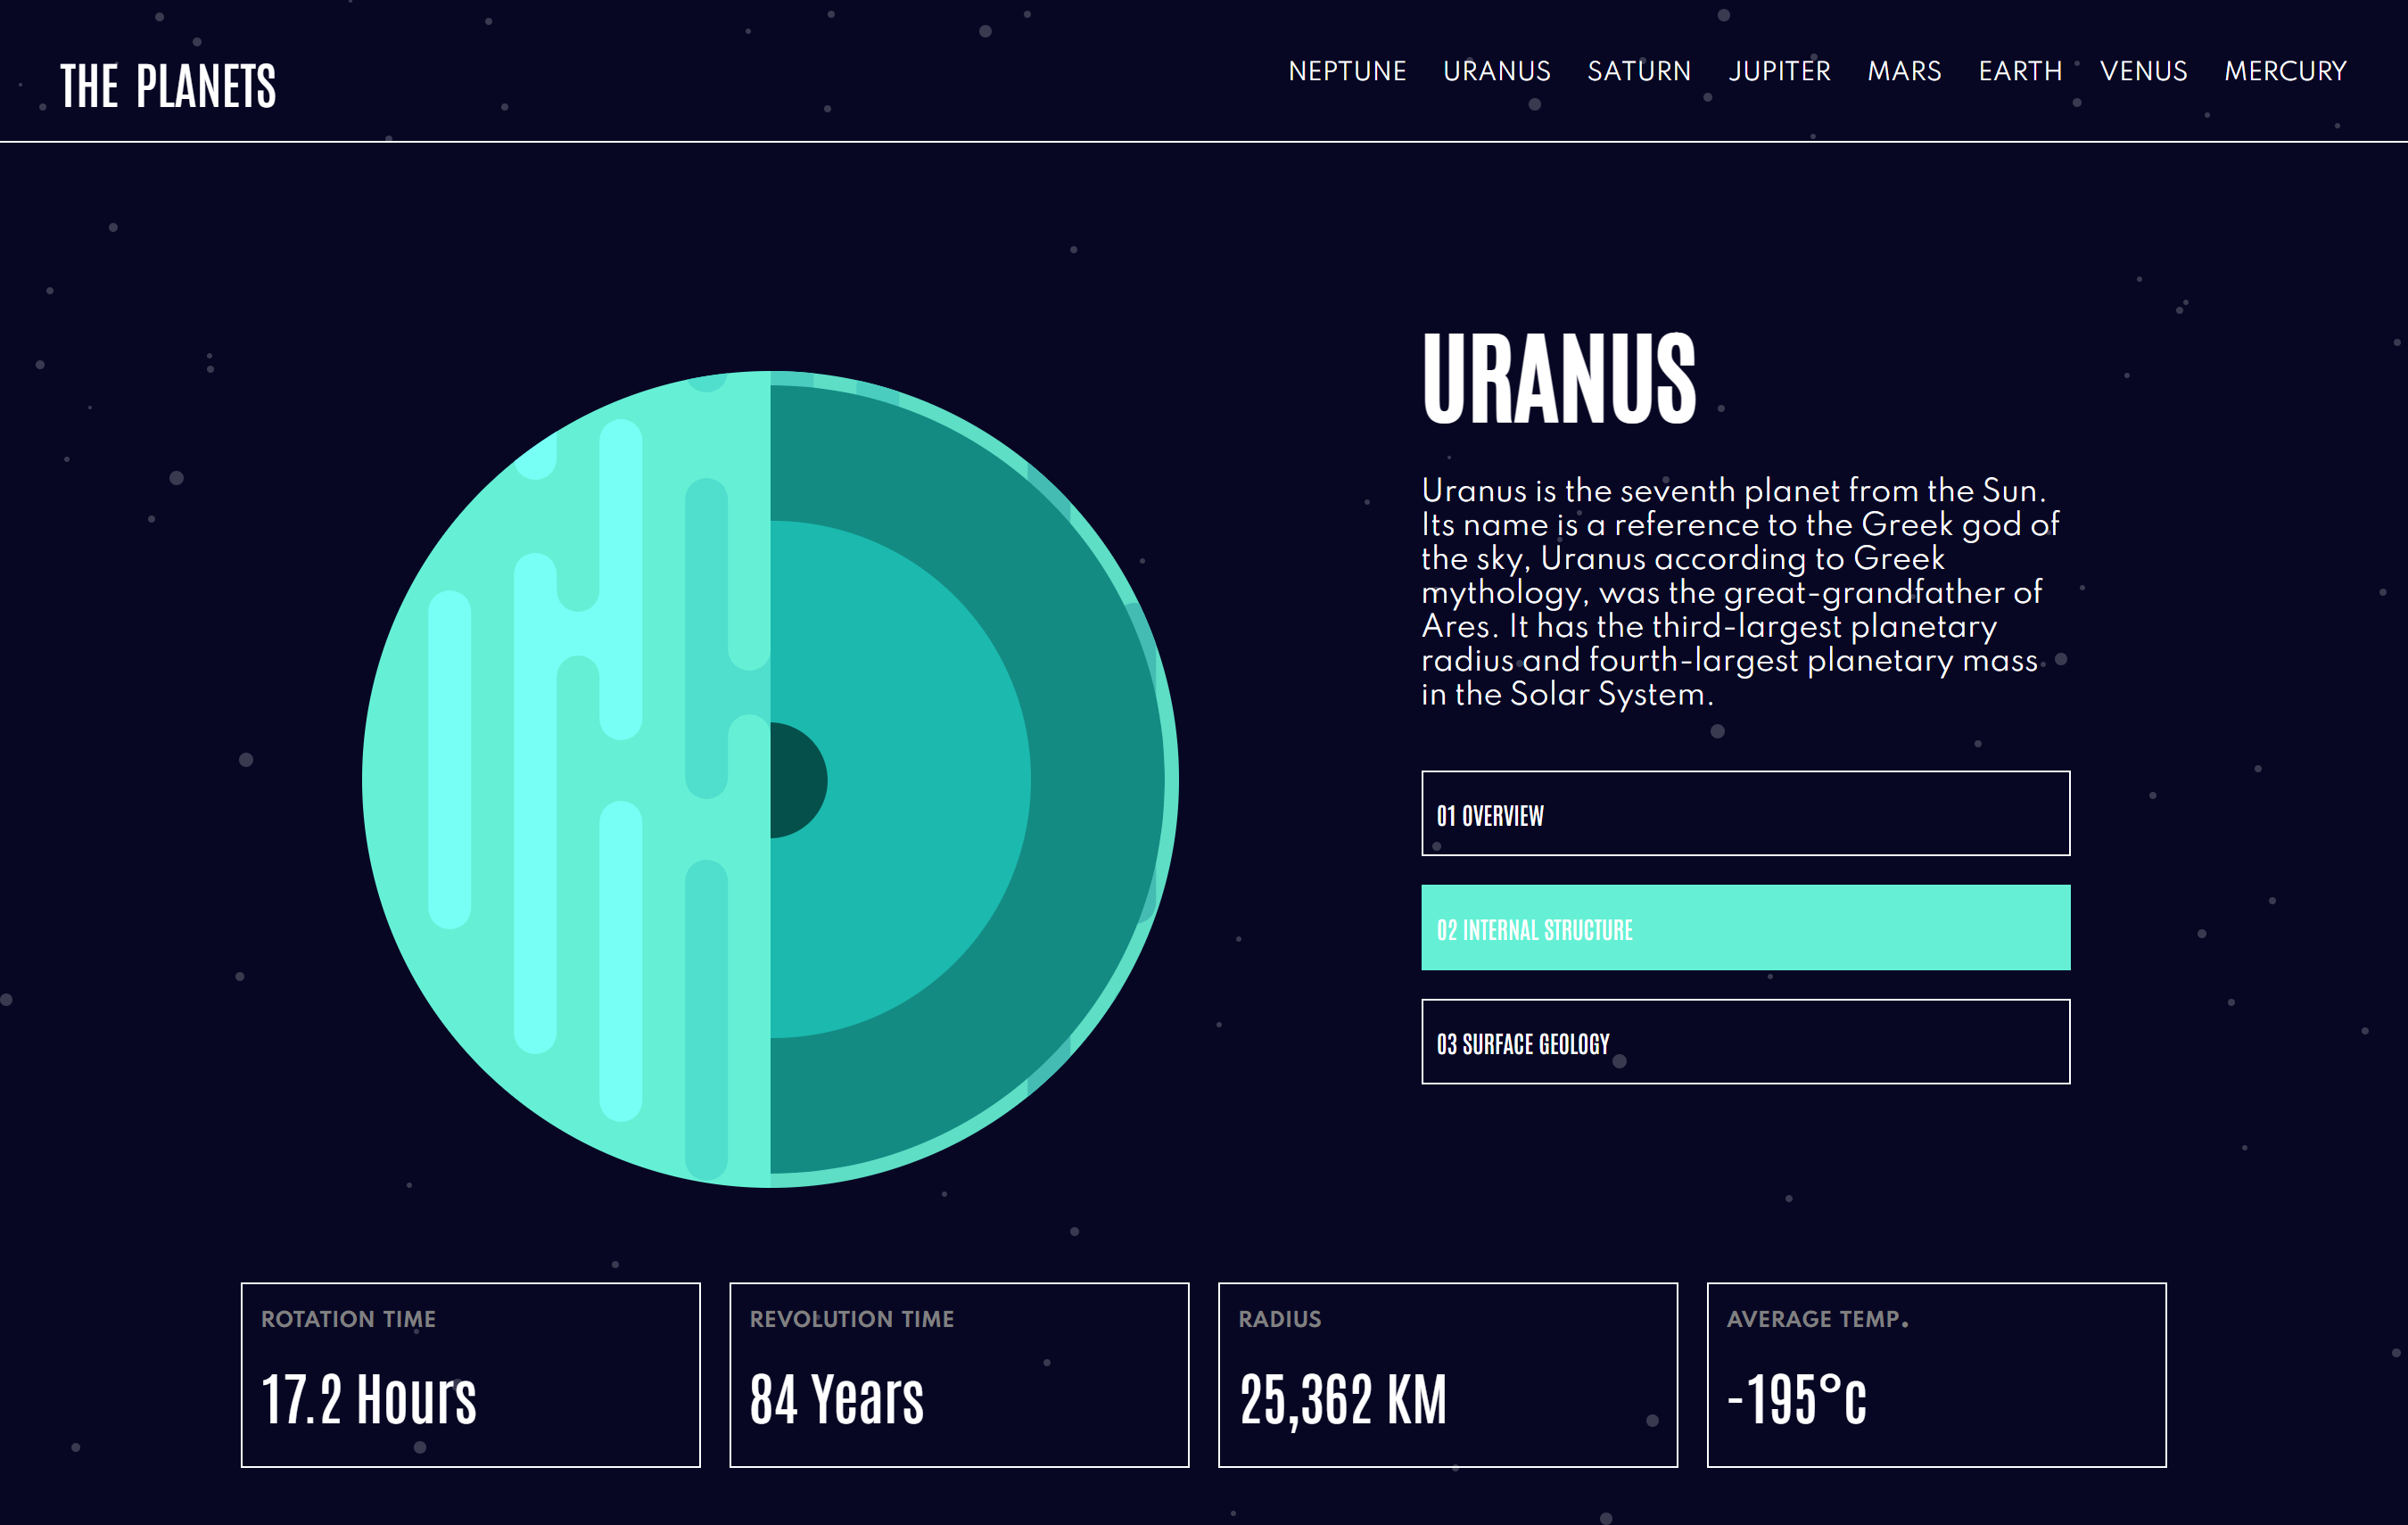 THE PLANETS
NEPTUNE URANUS SATURN JUPITER MARS EARTH VENUS MERCURY
URANUS
Uranus is the seventh planet from the Sun.
Its name is a reference to the Greek god of
the sky, Uranus according to Greek
mythology, was the great-grandfather of
Ares. It has the third-largest planetary
radius and fourth-largest planetary mass
in the Solar System.
01 OVERVIEW
02 INTERNAL STRUCTURE
03 SURFACE GEOLOGY
ROTATION TIME
17.2 Hours
REVOLUTION TIME
84 Years
RADIUS
25,362 KM
AVERAGE TEMP.
-195°c